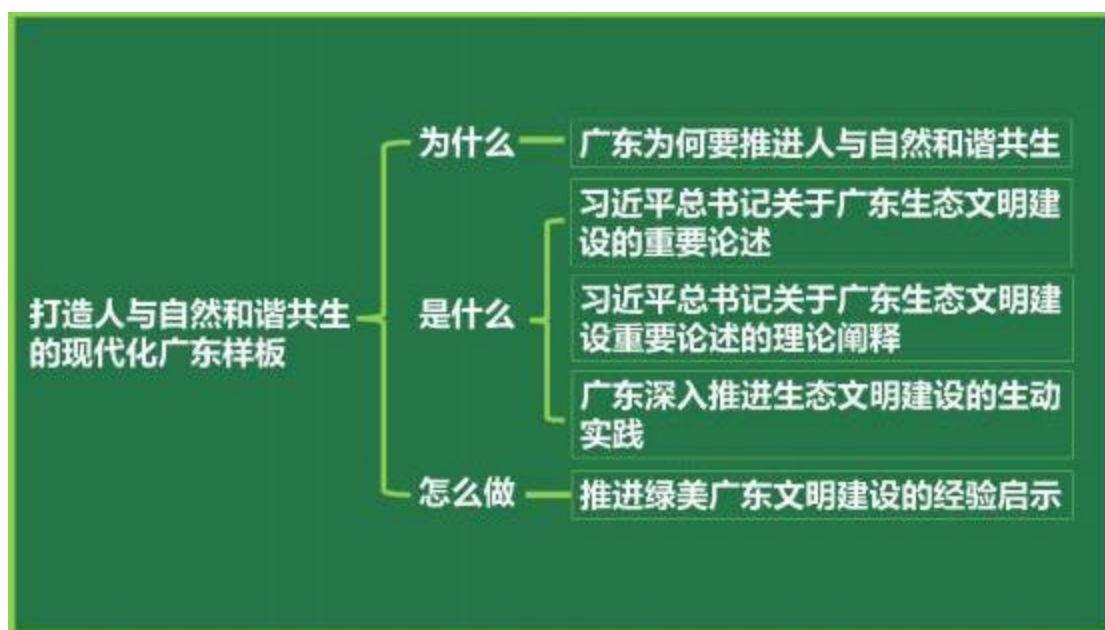 打造人与自然和谐共生
的现代化广东样板
为什么
广东为何要推进人与自然和谐共生
是什么
习近平总书记关于广东生态文明建
设的重要论述
习近平总书记关于广东生态文明建
设重要论述的理论阐释
广东深入推进生态文明建设的生动
实践
怎么做
推进绿美广东文明建设的经验启示